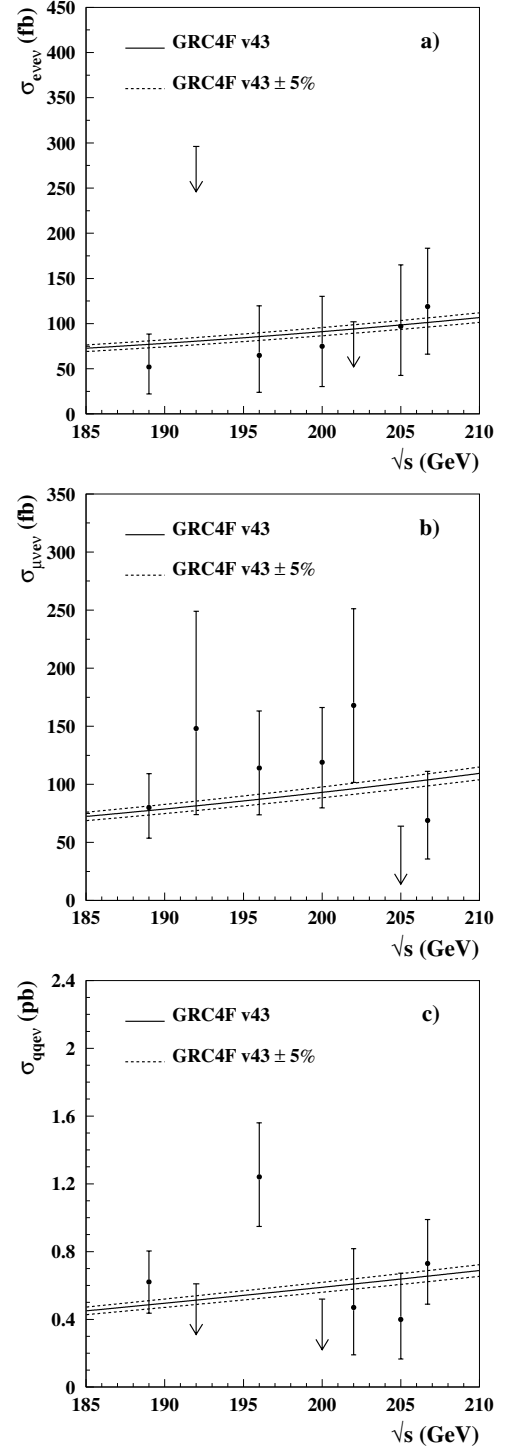 σevev (fb)
450
400
350
300
250
200
150
100
50
0
GRC4F v43
GRC4F v43 ± 5%
a)
185 190 195 200 205 210
√s (GeV)
σμνeν (fb)
350
300
250
200
150
100
50
0
GRC4F v43
GRC4F v43 ± 5%
b)
185 190 195 200 205 210
√s (GeV)
σqqeν (pb)
2.4
2
1.6
1.2
0.8
0.4
0
GRC4F v43
GRC4F v43 ± 5%
c)
185 190 195 200 205 210
√s (GeV)